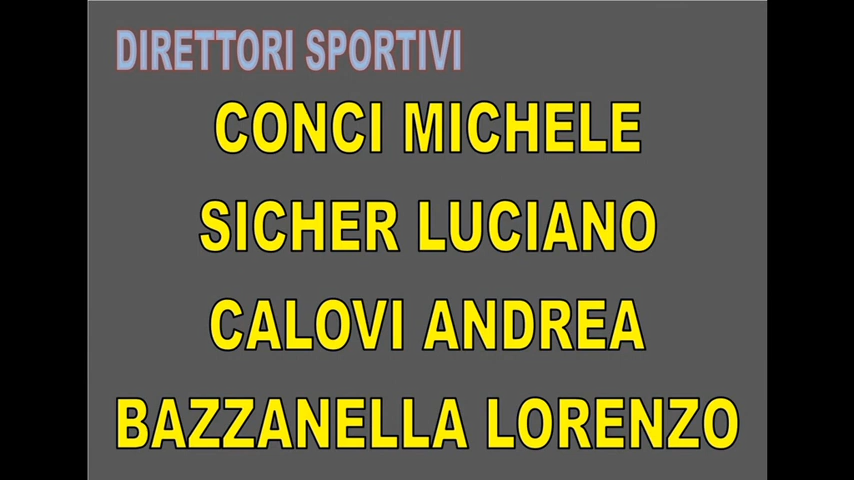 DIRETTORI SPORTIVI
CONCI MICHELE
SICHER LUCIANO
CALOVI ANDREA
BAZZANELLA LORENZO